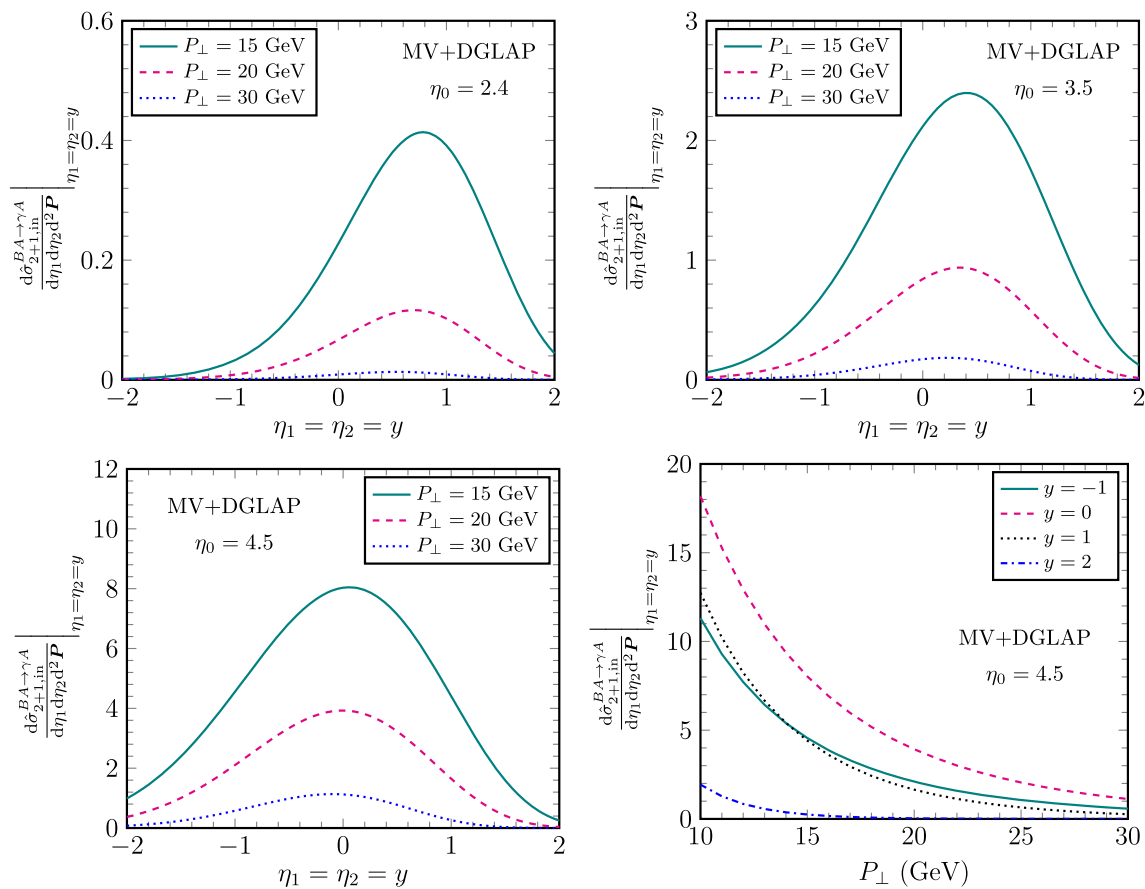 0.6
0.4
0.2
0
−2
−1
0
1
2
P⊥ = 15 GeV
P⊥ = 20 GeV
P⊥ = 30 GeV
MV+DGLAP
η₀ = 2.4
dσ̂^{BA→γA}_{2+1,in} / dη₁dη₂d²𝑷 |_{η₁=η₂=y}
η₁ = η₂ = y
3
2
1
0
−2
−1
0
1
2
P⊥ = 15 GeV
P⊥ = 20 GeV
P⊥ = 30 GeV
MV+DGLAP
η₀ = 3.5
dσ̂^{BA→γA}_{2+1,in} / dη₁dη₂d²𝑷 |_{η₁=η₂=y}
η₁ = η₂ = y
12
10
8
6
4
2
0
−2
−1
0
1
2
MV+DGLAP
η₀ = 4.5
P⊥ = 15 GeV
P⊥ = 20 GeV
P⊥ = 30 GeV
dσ̂^{BA→γA}_{2+1,in} / dη₁dη₂d²𝑷 |_{η₁=η₂=y}
η₁ = η₂ = y
20
15
10
5
0
10
15
20
25
30
y = −1
y = 0
y = 1
y = 2
MV+DGLAP
η₀ = 4.5
dσ̂^{BA→γA}_{2+1,in} / dη₁dη₂d²𝑷 |_{η₁=η₂=y}
P⊥ (GeV)